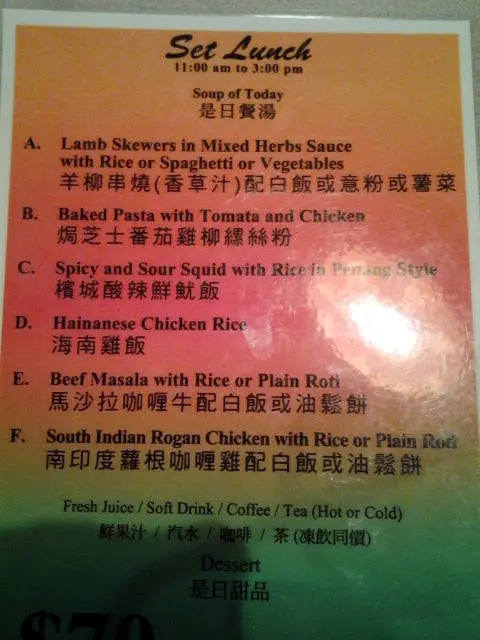 Set Lunch
11:00 am to 3:00 pm
Soup of Today
是日餐湯
A. Lamb Skewers in Mixed Herbs Sauce
with Rice or Spaghetti or Vegetables
羊柳串燒(香草汁)配白飯或意粉或薯菜
B. Baked Pasta with Tomata and Chicken
焗芝士番茄雞柳縲絲粉
C. Spicy and Sour Squid with Rice in Penang Style
檳城酸辣鮮魷飯
D. Hainanese Chicken Rice
海南雞飯
E. Beef Masala with Rice or Plain Roti
馬沙拉咖喱牛配白飯或油鬆餅
F. South Indian Rogan Chicken with Rice or Plain Roti
南印度蘿根咖喱雞配白飯或油鬆餅
Fresh Juice / Soft Drink / Coffee / Tea (Hot or Cold)
鮮果汁 / 汽水 / 咖啡 / 茶 (凍飲同價)
Dessert
是日甜品
$70